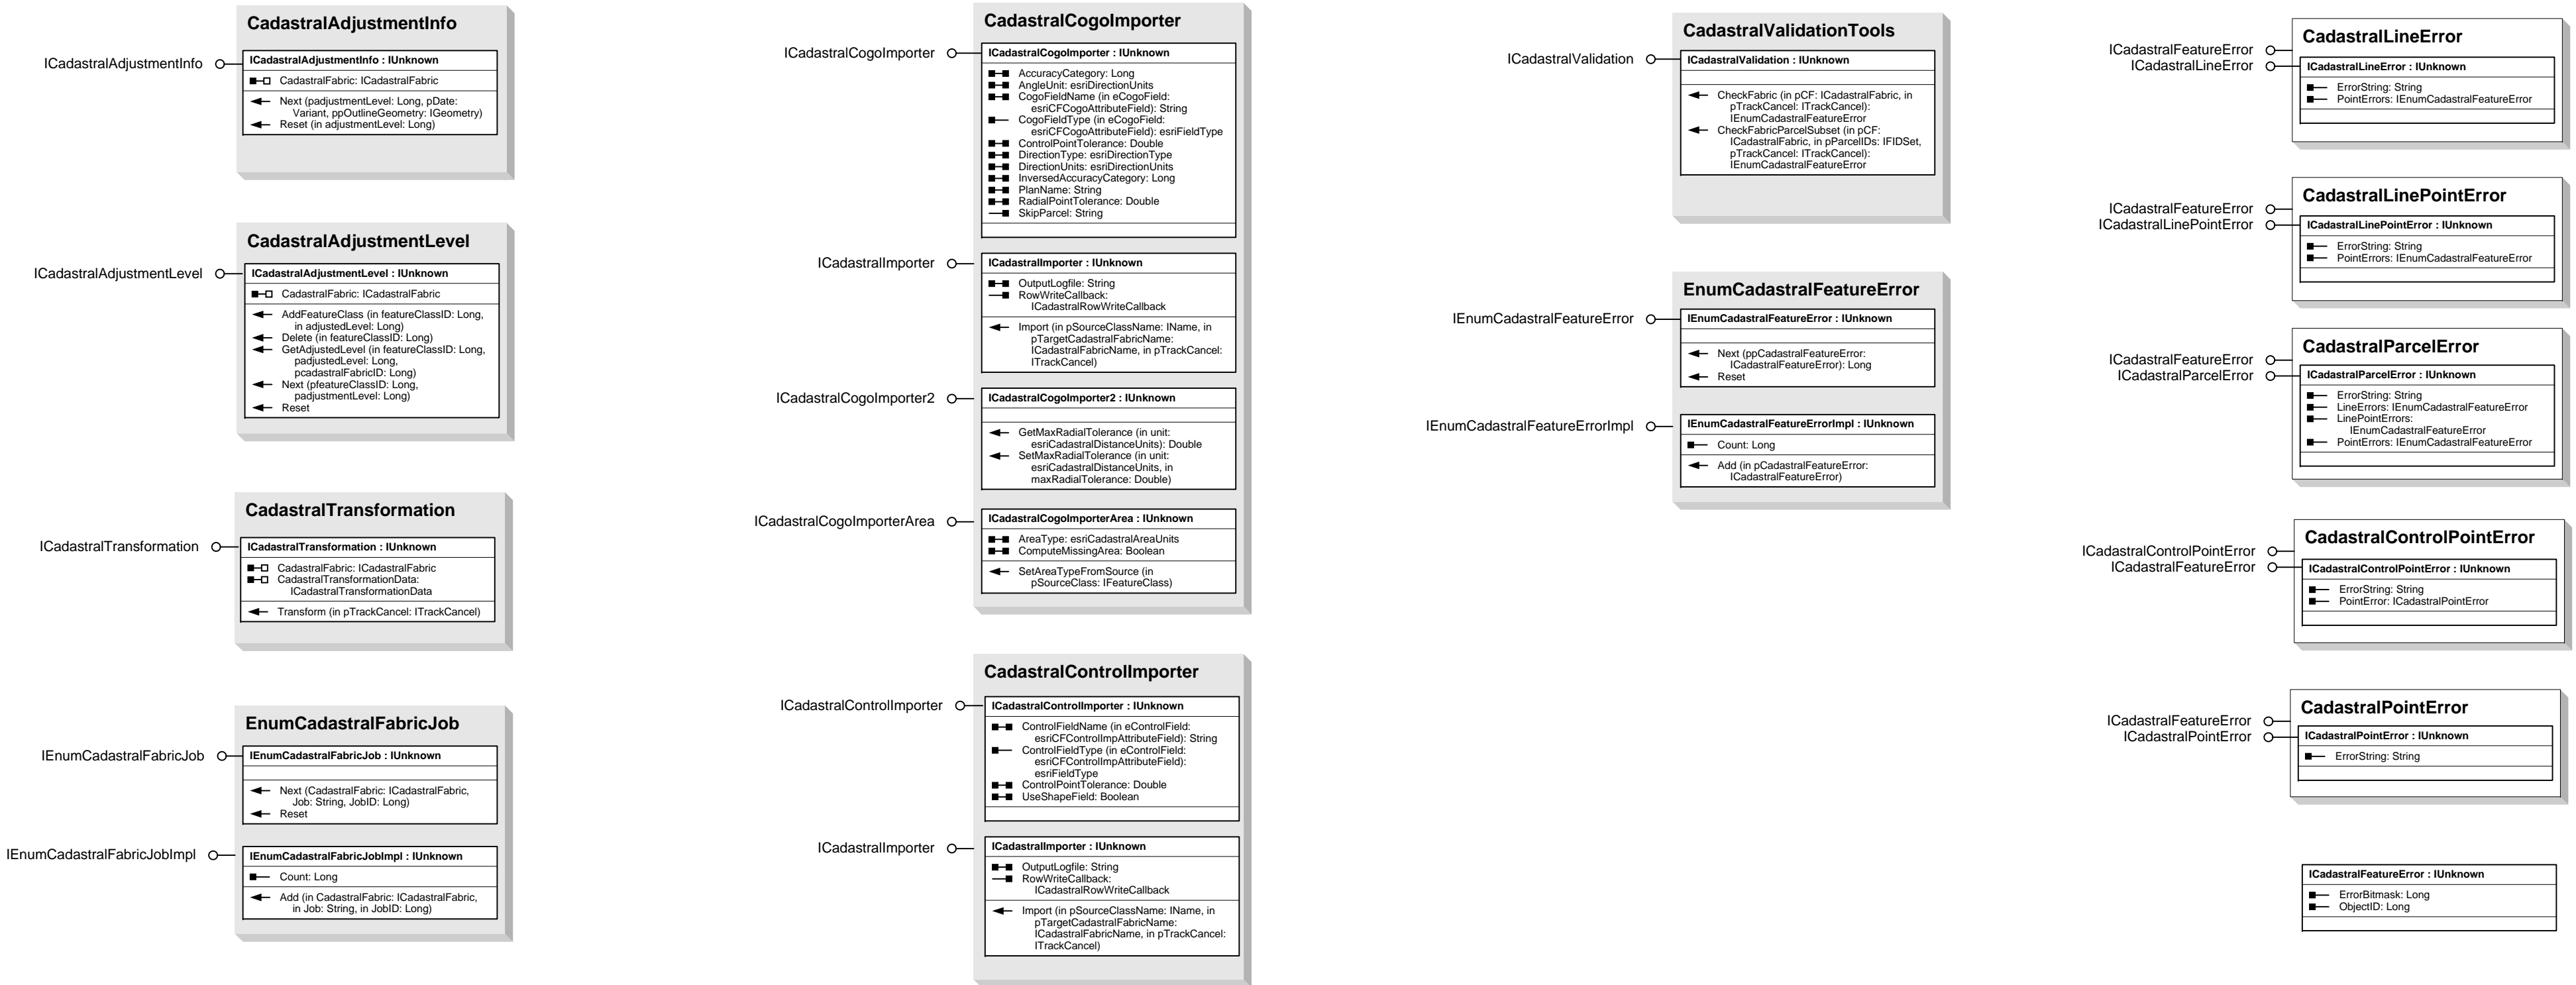 CadastralAdjustmentInfo
ICadastralAdjustmentInfo
ICadastralAdjustmentInfo : IUnknown
CadastralFabric: ICadastralFabric
Next (padjustmentLevel: Long, pDate:
Variant, ppOutlineGeometry: IGeometry)
Reset (in adjustmentLevel: Long)
CadastralAdjustmentLevel
ICadastralAdjustmentLevel
ICadastralAdjustmentLevel : IUnknown
CadastralFabric: ICadastralFabric
AddFeatureClass (in featureClassID: Long,
in adjustedLevel: Long)
Delete (in featureClassID: Long)
GetAdjustedLevel (in featureClassID: Long,
padjustedLevel: Long,
pcadastralFabricID: Long)
Next (pfeatureClassID: Long,
padjustmentLevel: Long)
Reset
CadastralTransformation
ICadastralTransformation
ICadastralTransformation : IUnknown
CadastralFabric: ICadastralFabric
CadastralTransformationData:
ICadastralTransformationData
Transform (in pTrackCancel: ITrackCancel)
EnumCadastralFabricJob
IEnumCadastralFabricJob
IEnumCadastralFabricJob : IUnknown
Next (CadastralFabric: ICadastralFabric,
Job: String, JobID: Long)
Reset
IEnumCadastralFabricJobImpl
IEnumCadastralFabricJobImpl : IUnknown
Count: Long
Add (in CadastralFabric: ICadastralFabric,
in Job: String, in JobID: Long)
CadastralCogoImporter
ICadastralCogoImporter
ICadastralCogoImporter : IUnknown
AccuracyCategory: Long
AngleUnit: esriDirectionUnits
CogoFieldName (in eCogoField:
esriCFCogoAttributeField): String
CogoFieldType (in eCogoField:
esriCFCogoAttributeField): esriFieldType
ControlPointTolerance: Double
DirectionType: esriDirectionType
DirectionUnits: esriDirectionUnits
InversedAccuracyCategory: Long
PlanName: String
RadialPointTolerance: Double
SkipParcel: String
ICadastralImporter
ICadastralImporter : IUnknown
OutputLogfile: String
RowWriteCallback:
ICadastralRowWriteCallback
Import (in pSourceClassName: IName, in
pTargetCadastralFabricName:
ICadastralFabricName, in pTrackCancel:
ITrackCancel)
ICadastralCogoImporter2
ICadastralCogoImporter2 : IUnknown
GetMaxRadialTolerance (in unit:
esriCadastralDistanceUnits): Double
SetMaxRadialTolerance (in unit:
esriCadastralDistanceUnits, in
maxRadialTolerance: Double)
ICadastralCogoImporterArea
ICadastralCogoImporterArea : IUnknown
AreaType: esriCadastralAreaUnits
ComputeMissingArea: Boolean
SetAreaTypeFromSource (in
pSourceClass: IFeatureClass)
CadastralControlImporter
ICadastralControlImporter
ICadastralControlImporter : IUnknown
ControlFieldName (in eControlField:
esriCFControlImpAttributeField): String
ControlFieldType (in eControlField:
esriCFControlImpAttributeField):
esriFieldType
ControlPointTolerance: Double
UseShapeField: Boolean
ICadastralImporter
ICadastralImporter : IUnknown
OutputLogfile: String
RowWriteCallback:
ICadastralRowWriteCallback
Import (in pSourceClassName: IName, in
pTargetCadastralFabricName:
ICadastralFabricName, in pTrackCancel:
ITrackCancel)
CadastralValidationTools
ICadastralValidation
ICadastralValidation : IUnknown
CheckFabric (in pCF: ICadastralFabric, in
pTrackCancel: ITrackCancel):
IEnumCadastralFeatureError
CheckFabricParcelSubset (in pCF:
ICadastralFabric, in pParcelIDs: IFIDSet,
pTrackCancel: ITrackCancel):
IEnumCadastralFeatureError
EnumCadastralFeatureError
IEnumCadastralFeatureError
IEnumCadastralFeatureError : IUnknown
Next (ppCadastralFeatureError:
ICadastralFeatureError): Long
Reset
IEnumCadastralFeatureErrorImpl
IEnumCadastralFeatureErrorImpl : IUnknown
Count: Long
Add (in pCadastralFeatureError:
ICadastralFeatureError)
CadastralLineError
ICadastralFeatureError
ICadastralLineError
ICadastralLineError : IUnknown
ErrorString: String
PointErrors: IEnumCadastralFeatureError
CadastralLinePointError
ICadastralFeatureError
ICadastralLinePointError
ICadastralLinePointError : IUnknown
ErrorString: String
PointErrors: IEnumCadastralFeatureError
CadastralParcelError
ICadastralFeatureError
ICadastralParcelError
ICadastralParcelError : IUnknown
ErrorString: String
LineErrors: IEnumCadastralFeatureError
LinePointErrors:
IEnumCadastralFeatureError
PointErrors: IEnumCadastralFeatureError
CadastralControlPointError
ICadastralControlPointError
ICadastralFeatureError
ICadastralControlPointError : IUnknown
ErrorString: String
PointError: ICadastralPointError
CadastralPointError
ICadastralFeatureError
ICadastralPointError
ICadastralPointError : IUnknown
ErrorString: String
ICadastralFeatureError : IUnknown
ErrorBitmask: Long
ObjectID: Long